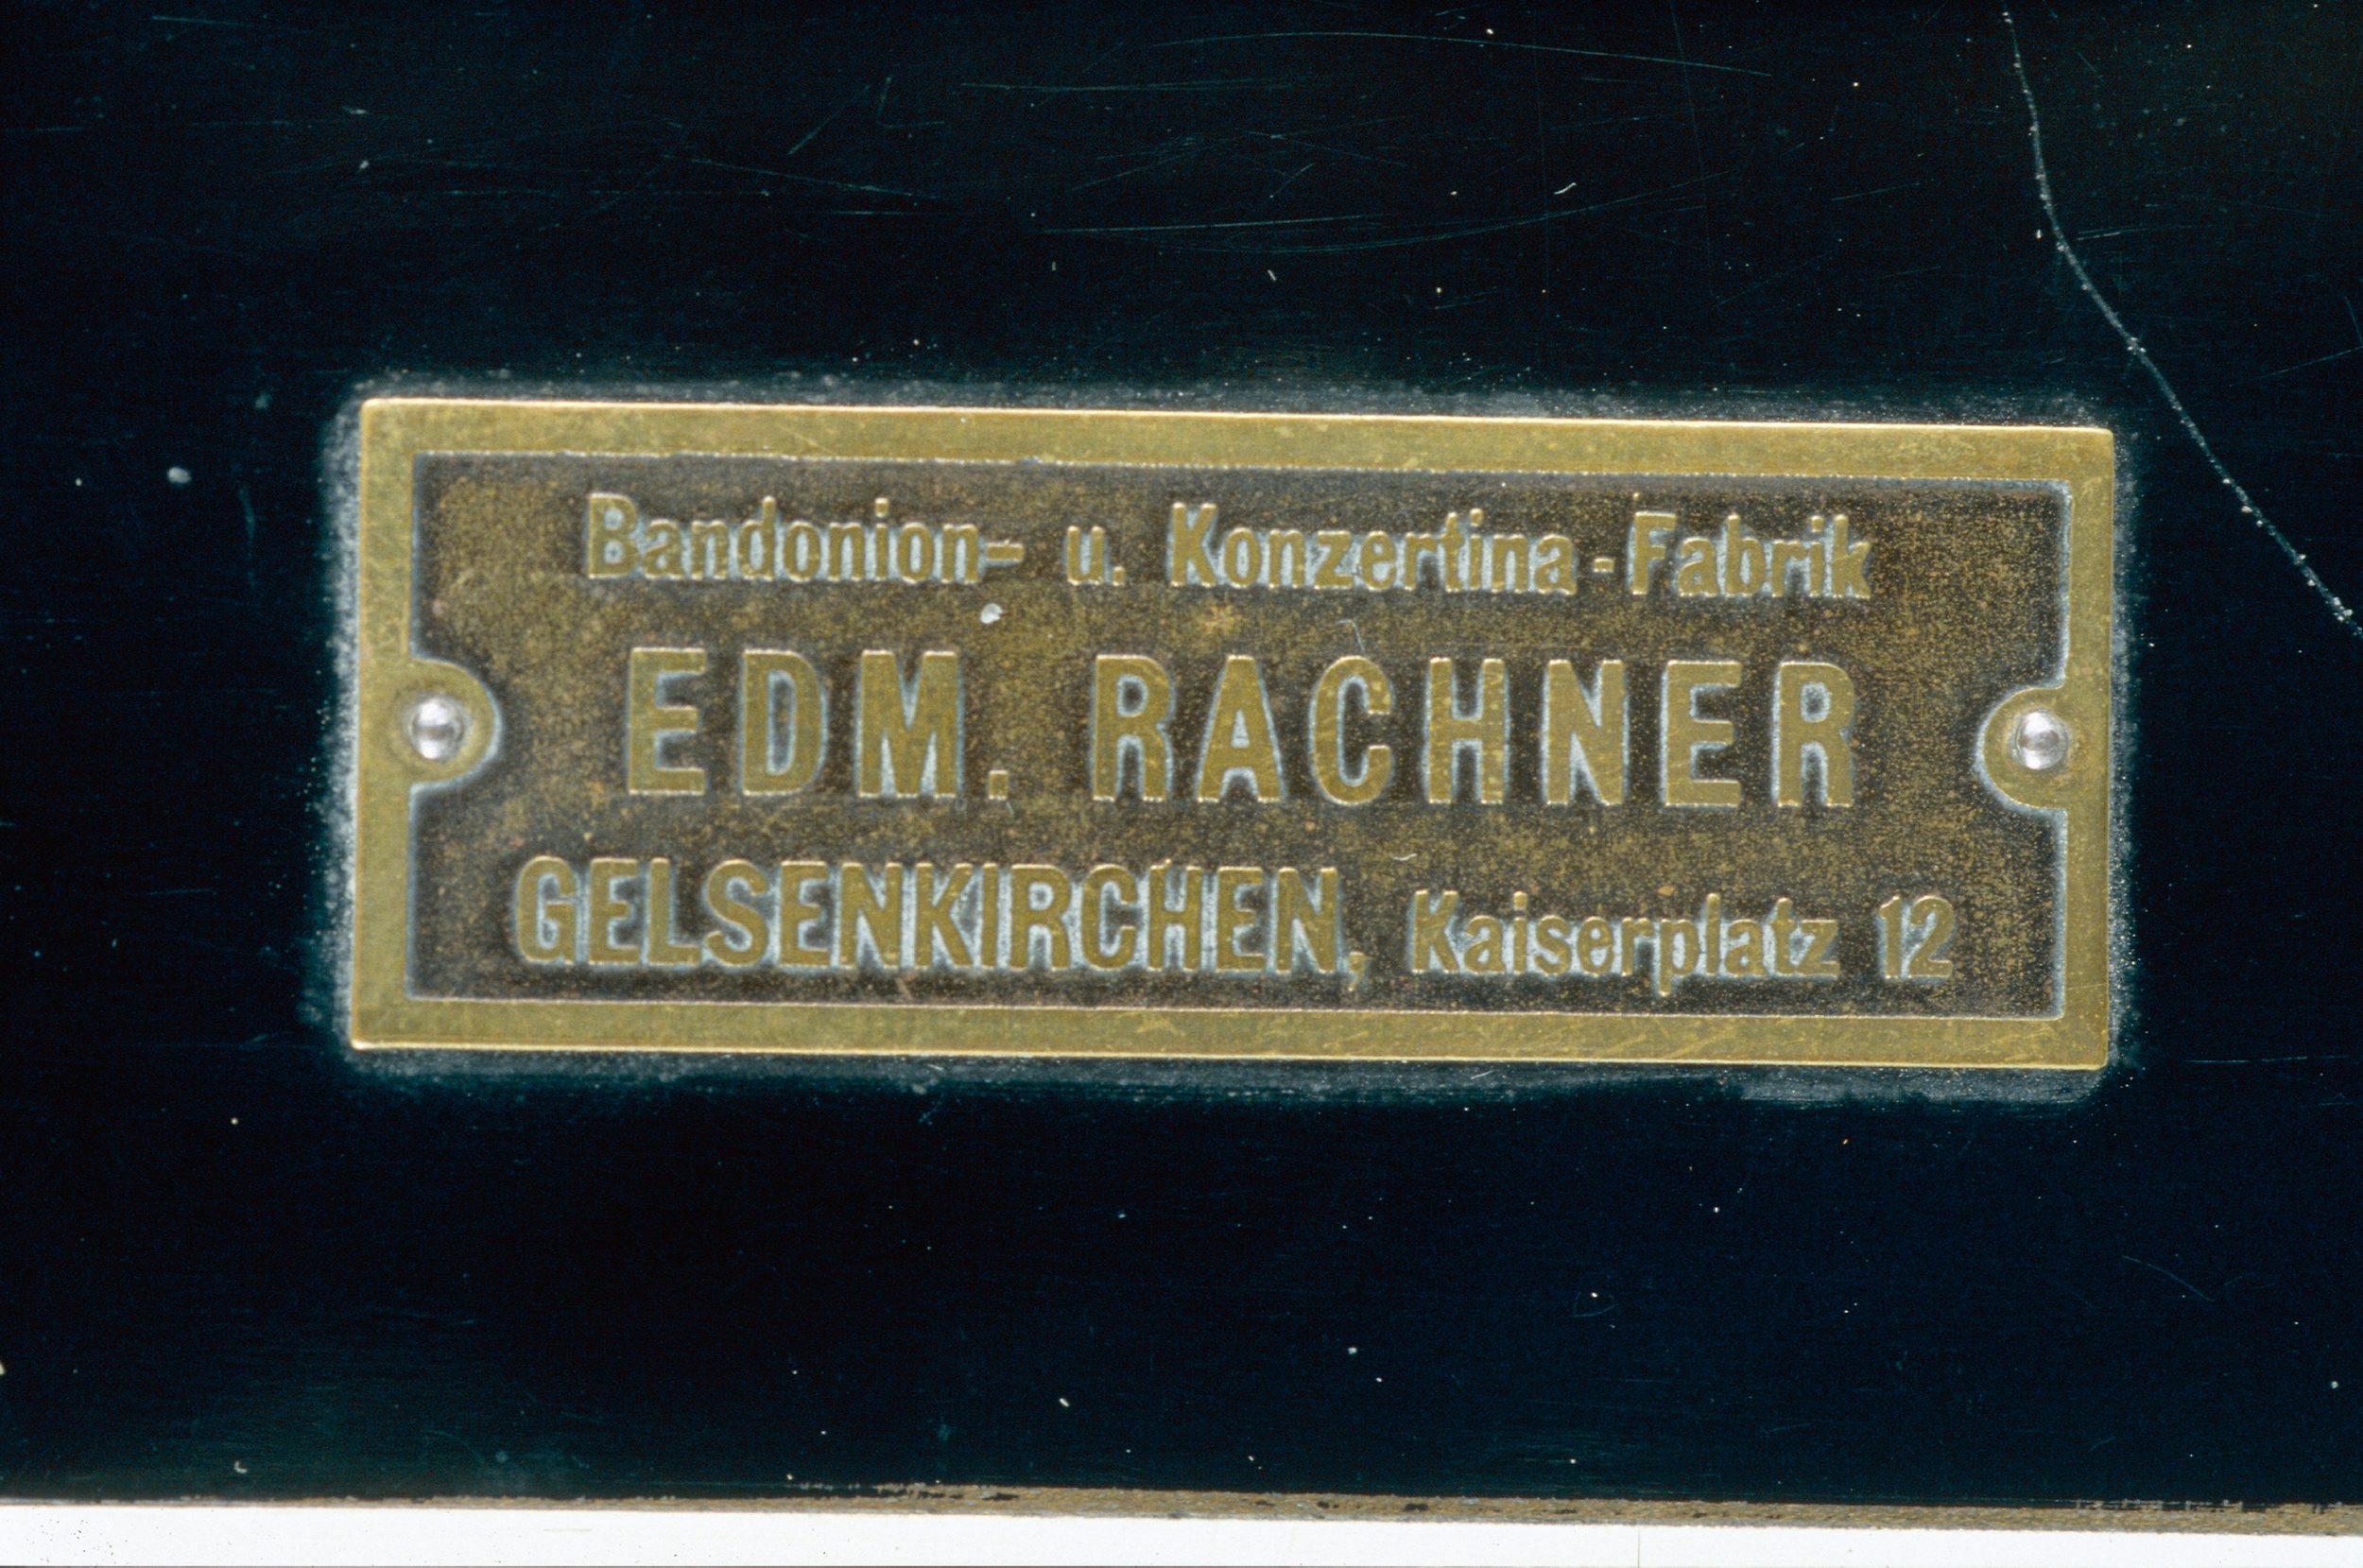 Bandonion- u. Konzertina-Fabrik
EDM. RACHNER
GELSENKIRCHEN, Kaiserplatz 12